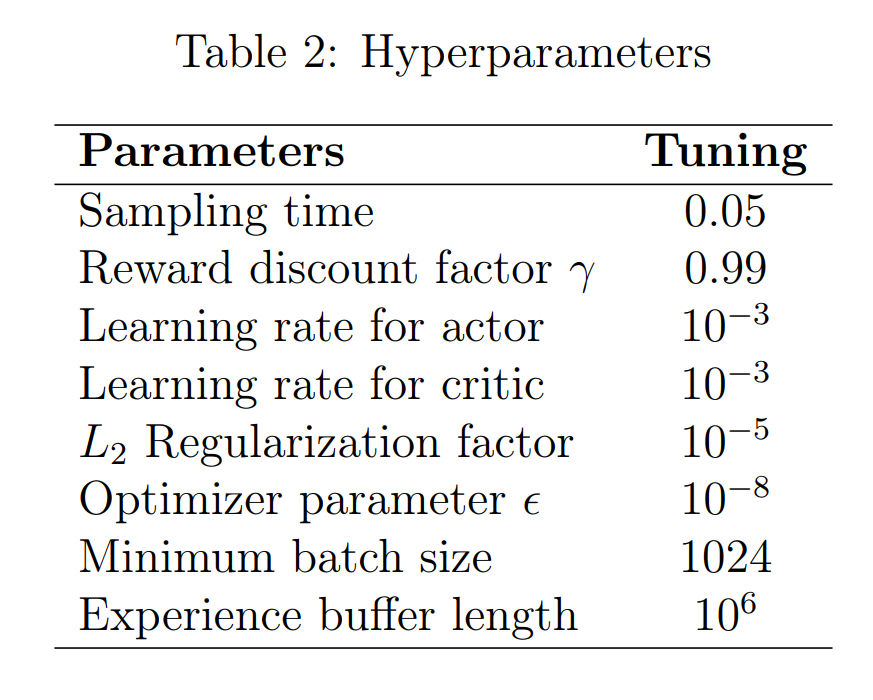 Table 2: Hyperparameters
Parameters Tuning
Sampling time 0.05
Reward discount factor γ 0.99
Learning rate for actor 10⁻³
Learning rate for critic 10⁻³
L₂ Regularization factor 10⁻⁵
Optimizer parameter ϵ 10⁻⁸
Minimum batch size 1024
Experience buffer length 10⁶